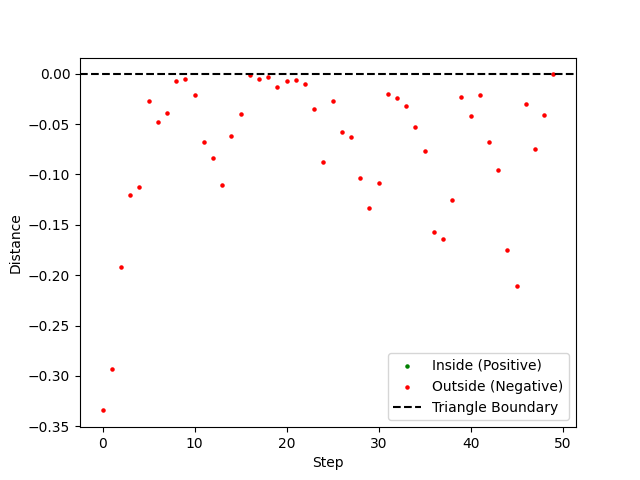 0.00
−0.05
−0.10
−0.15
−0.20
−0.25
−0.30
−0.35
Distance
Inside (Positive)
Outside (Negative)
Triangle Boundary
0 10 20 30 40 50
Step